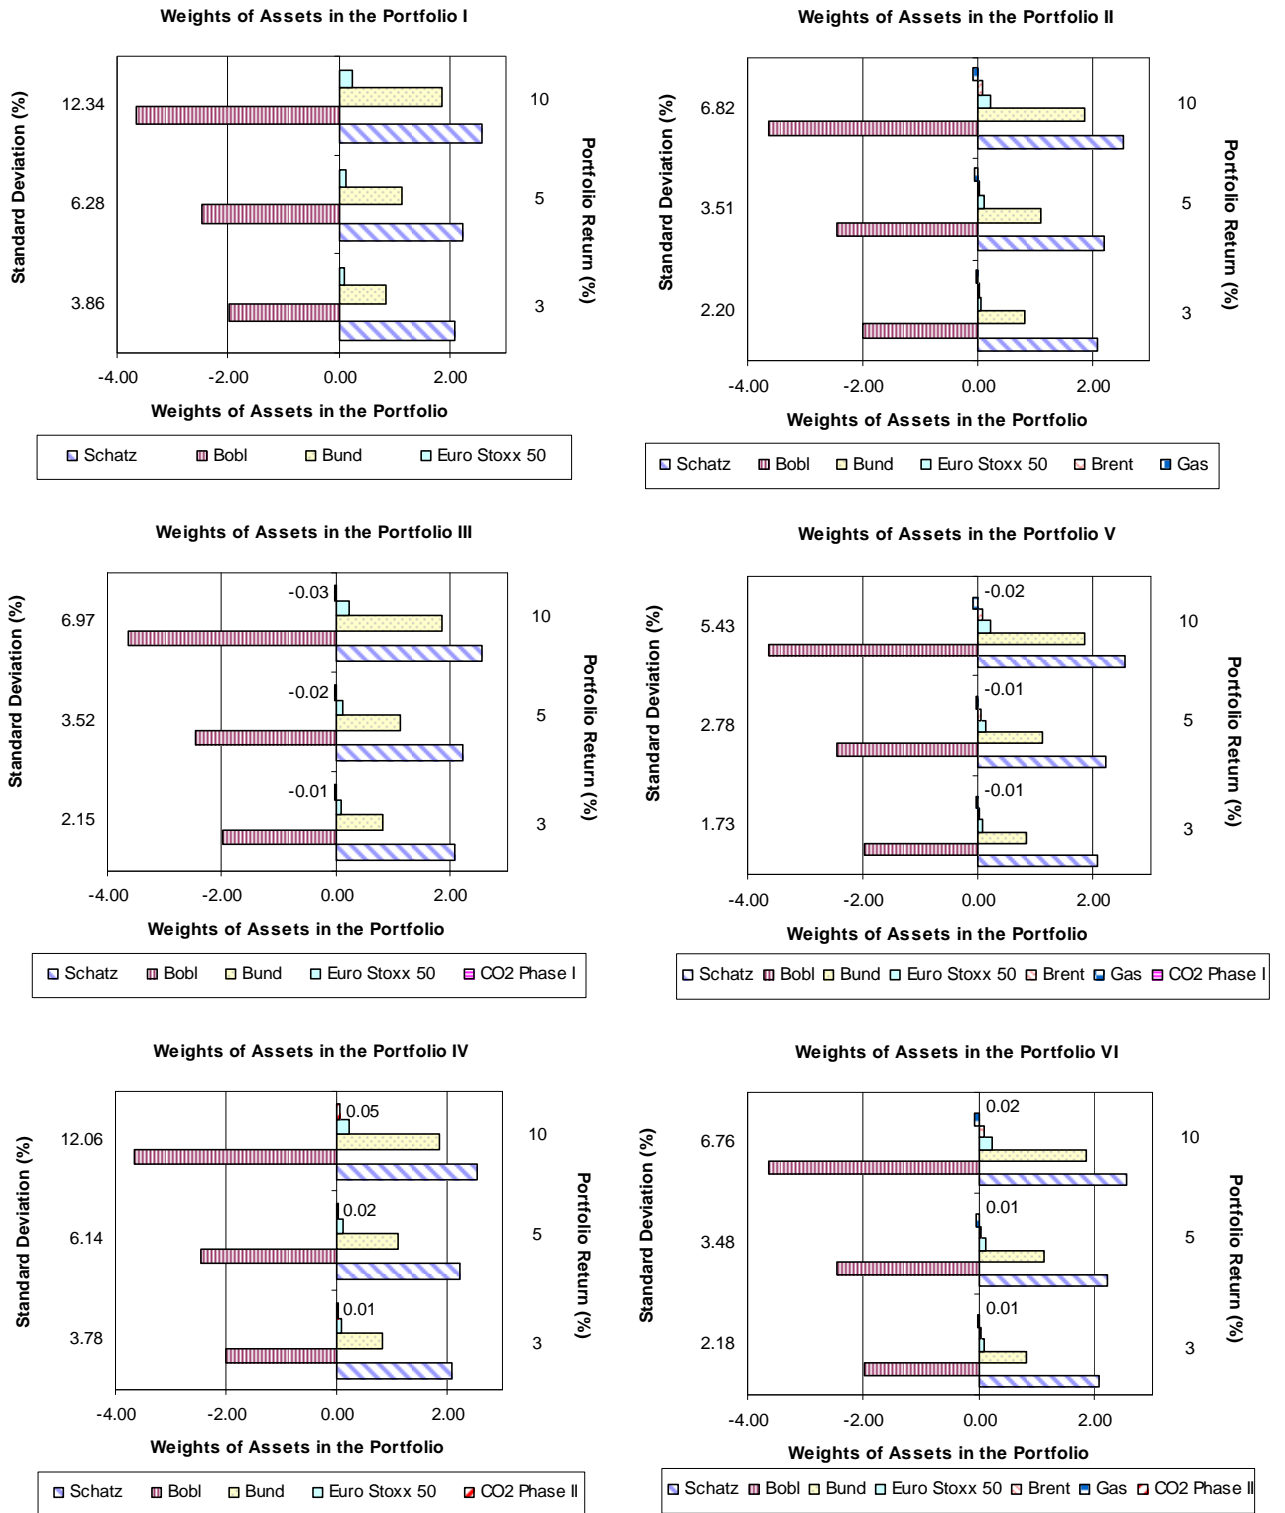 Weights of Assets in the Portfolio I
Standard Deviation (%)
12.34
6.28
3.86
10
5
3
Portfolio Return (%)
-4.00 -2.00 0.00 2.00
Weights of Assets in the Portfolio
Schatz Bobl Bund Euro Stoxx 50
Weights of Assets in the Portfolio II
Standard Deviation (%)
6.82
3.51
2.20
10
5
3
Portfolio Return (%)
-4.00 -2.00 0.00 2.00
Weights of Assets in the Portfolio
Schatz Bobl Bund Euro Stoxx 50 Brent Gas
Weights of Assets in the Portfolio III
Standard Deviation (%)
6.97
3.52
2.15
-0.03
-0.02
-0.01
10
5
3
Portfolio Return (%)
-4.00 -2.00 0.00 2.00
Weights of Assets in the Portfolio
Schatz Bobl Bund Euro Stoxx 50 CO2 Phase I
Weights of Assets in the Portfolio V
Standard Deviation (%)
5.43
2.78
1.73
-0.02
-0.01
-0.01
10
5
3
Portfolio Return (%)
-4.00 -2.00 0.00 2.00
Weights of Assets in the Portfolio
Schatz Bobl Bund Euro Stoxx 50 Brent Gas CO2 Phase I
Weights of Assets in the Portfolio IV
Standard Deviation (%)
12.06
6.14
3.78
0.05
0.02
0.01
10
5
3
Portfolio Return (%)
-4.00 -2.00 0.00 2.00
Weights of Assets in the Portfolio
Schatz Bobl Bund Euro Stoxx 50 CO2 Phase II
Weights of Assets in the Portfolio VI
Standard Deviation (%)
6.76
3.48
2.18
0.02
0.01
0.01
10
5
3
Portfolio Return (%)
-4.00 -2.00 0.00 2.00
Weights of Assets in the Portfolio
Schatz Bobl Bund Euro Stoxx 50 Brent Gas CO2 Phase II